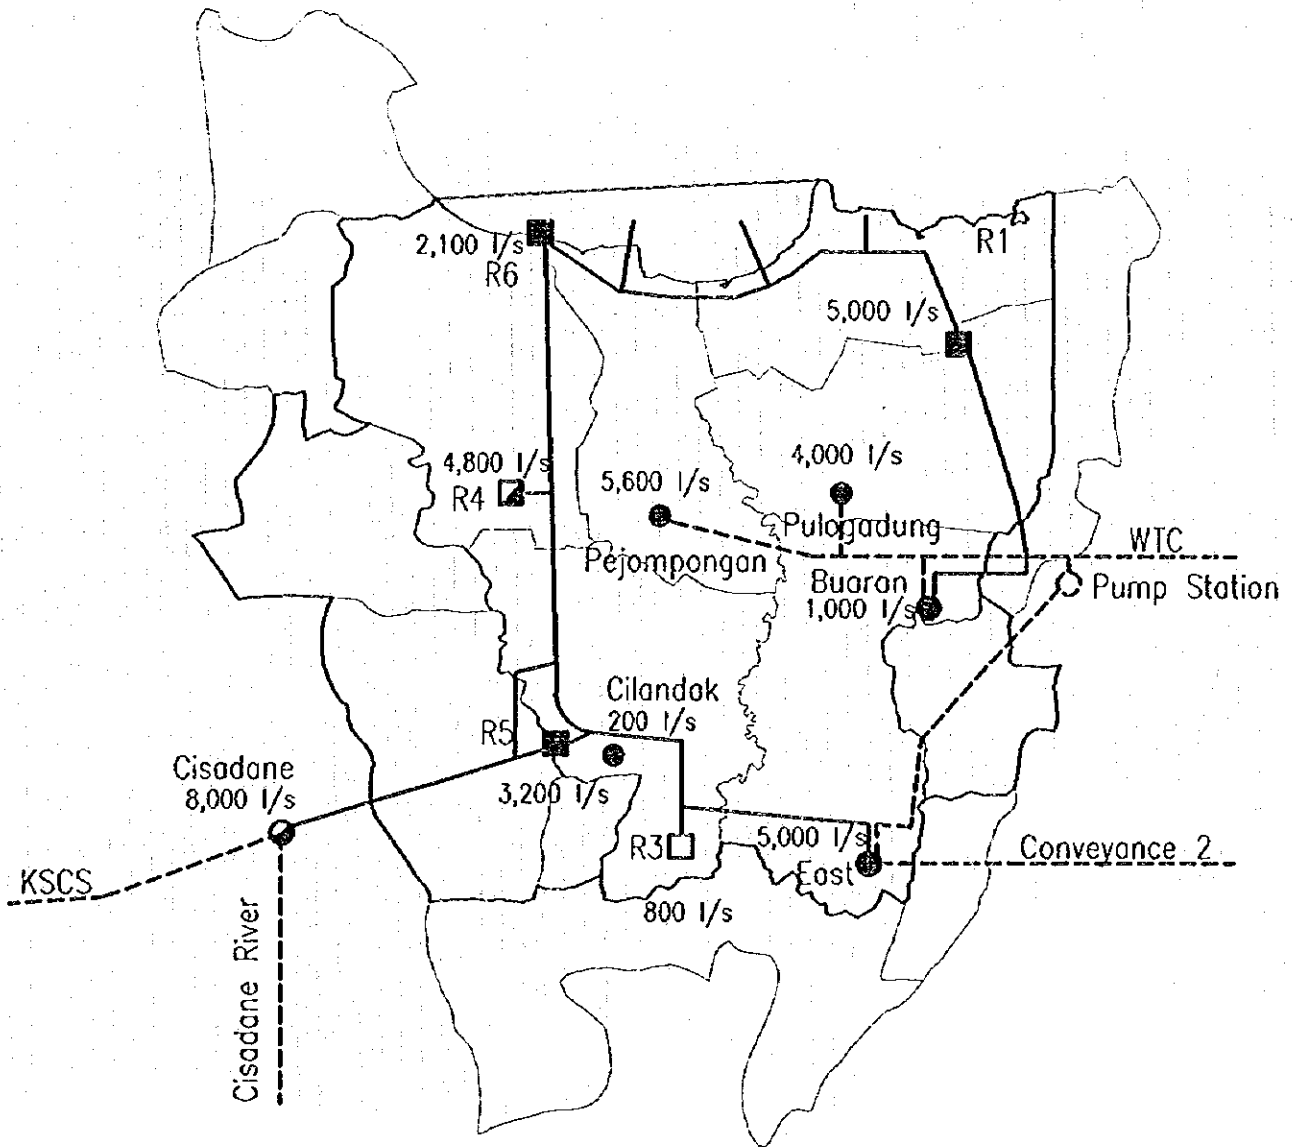 2,100 l/s
R6
R1
5,000 l/s
4,800 l/s
R4
5,600 l/s
4,000 l/s
Pejompongan
Pulogadung
WTC
Buaran
1,000 l/s
Pump Station
Cilandak
200 l/s
R5
Cisadane
8,000 l/s
3,200 l/s
R3
5,000 l/s
East
Conveyance 2
KSCS
800 l/s
Cisadane River